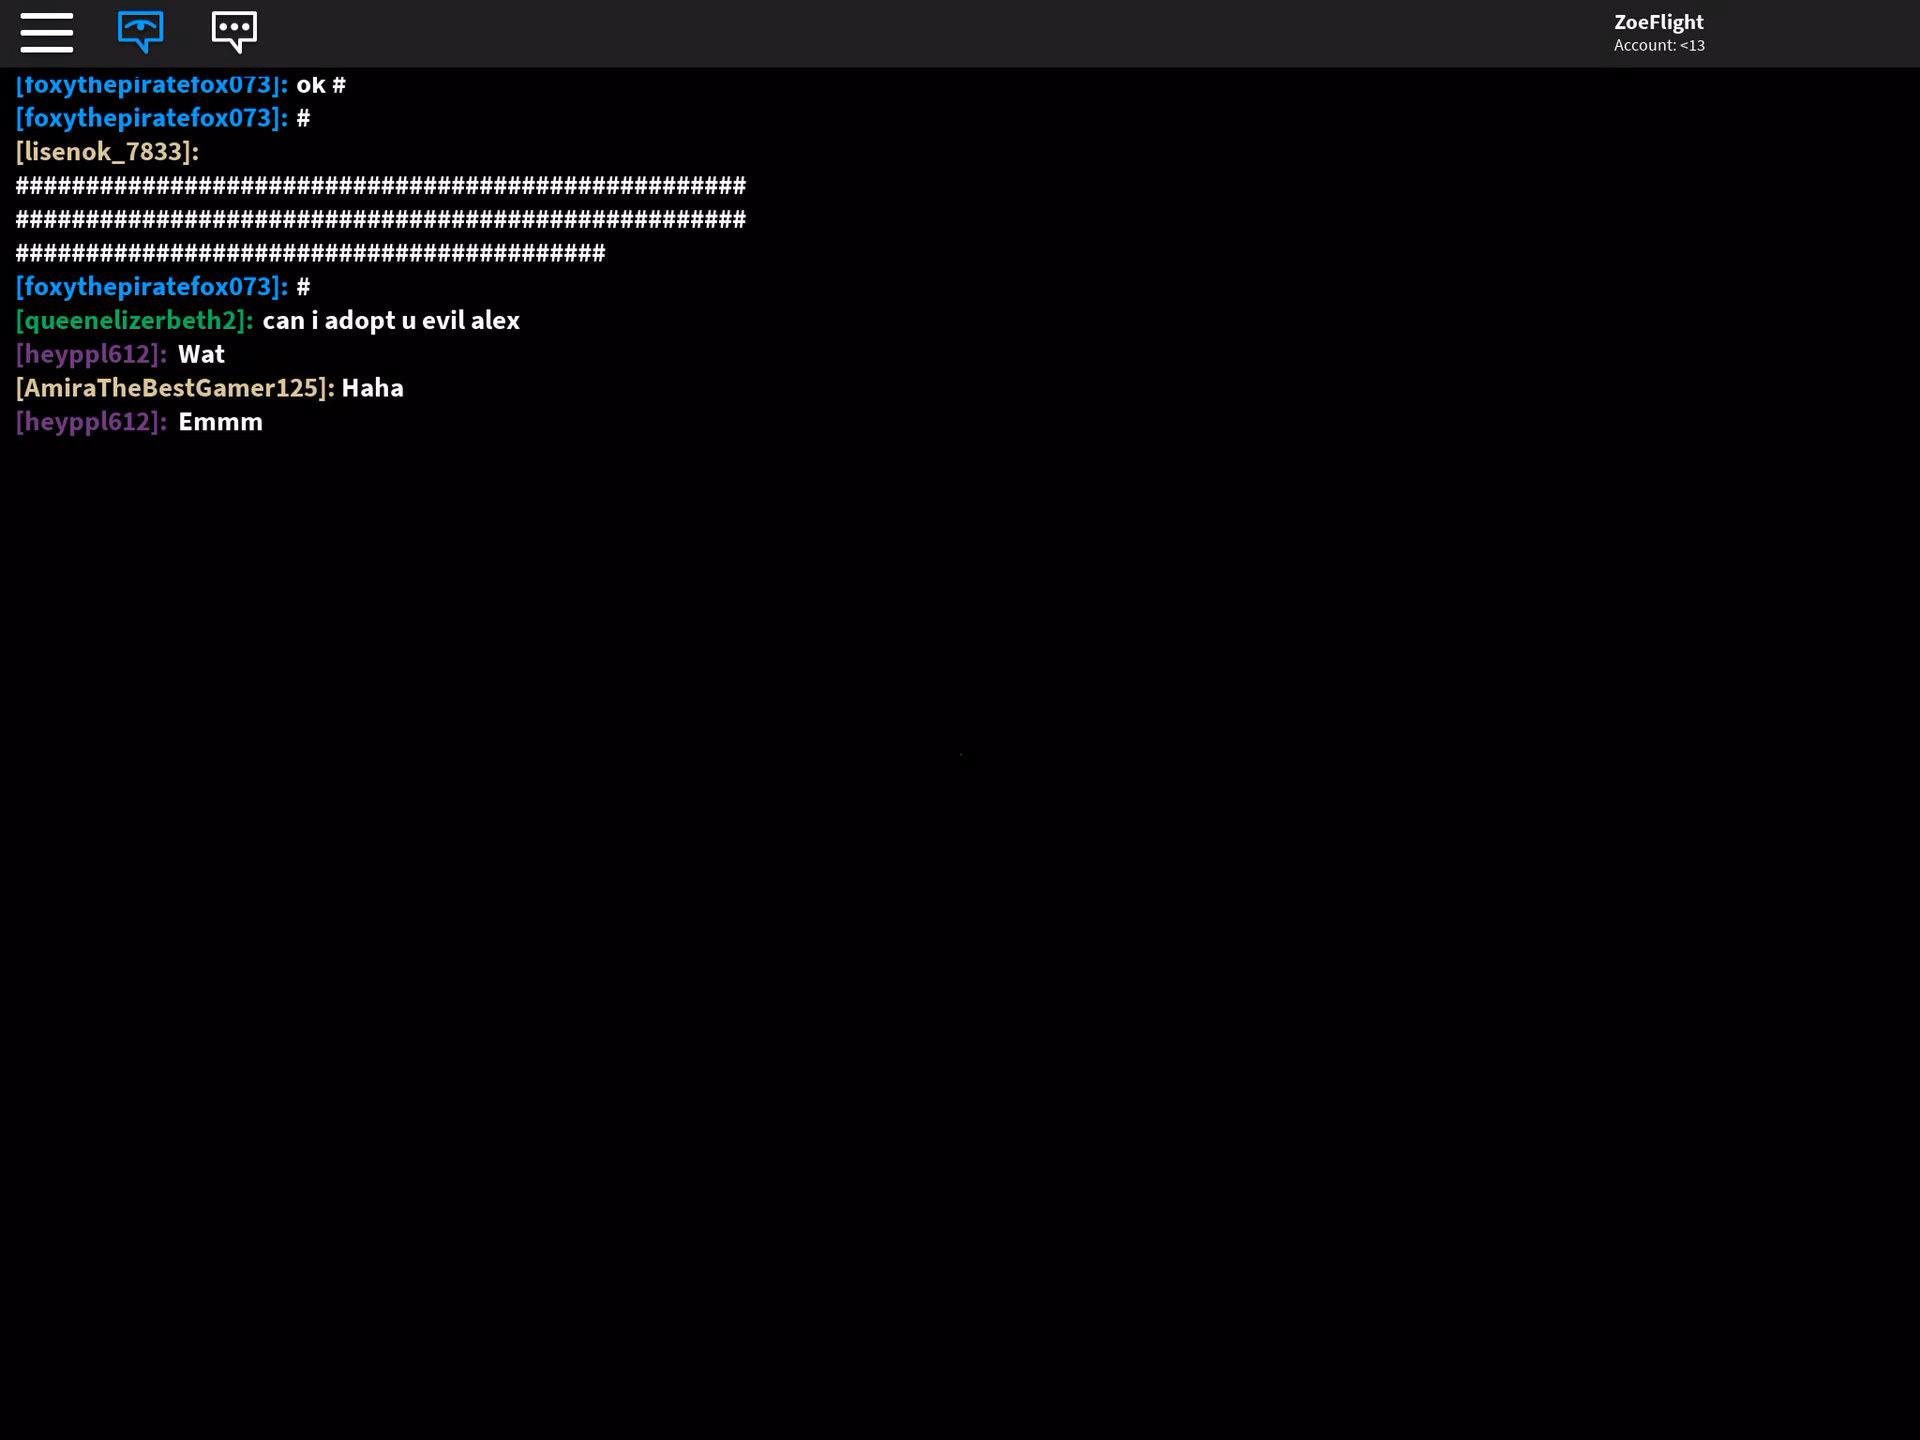 ZoeFlight
Account: <13
[foxythepiratefox073]: ok #
[foxythepiratefox073]: #
[lisenok_7833]:
####################################################
####################################################
##########################################
[foxythepiratefox073]: #
[queenelizerbeth2]: can i adopt u evil alex
[heyppl612]: Wat
[AmiraTheBestGamer125]: Haha
[heyppl612]: Emmm